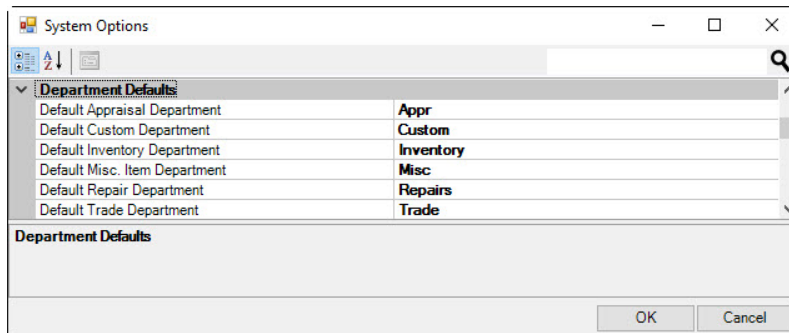 System Options
Department Defaults
Default Appraisal Department Appr
Default Custom Department Custom
Default Inventory Department Inventory
Default Misc. Item Department Misc
Default Repair Department Repairs
Default Trade Department Trade
Department Defaults
OK Cancel